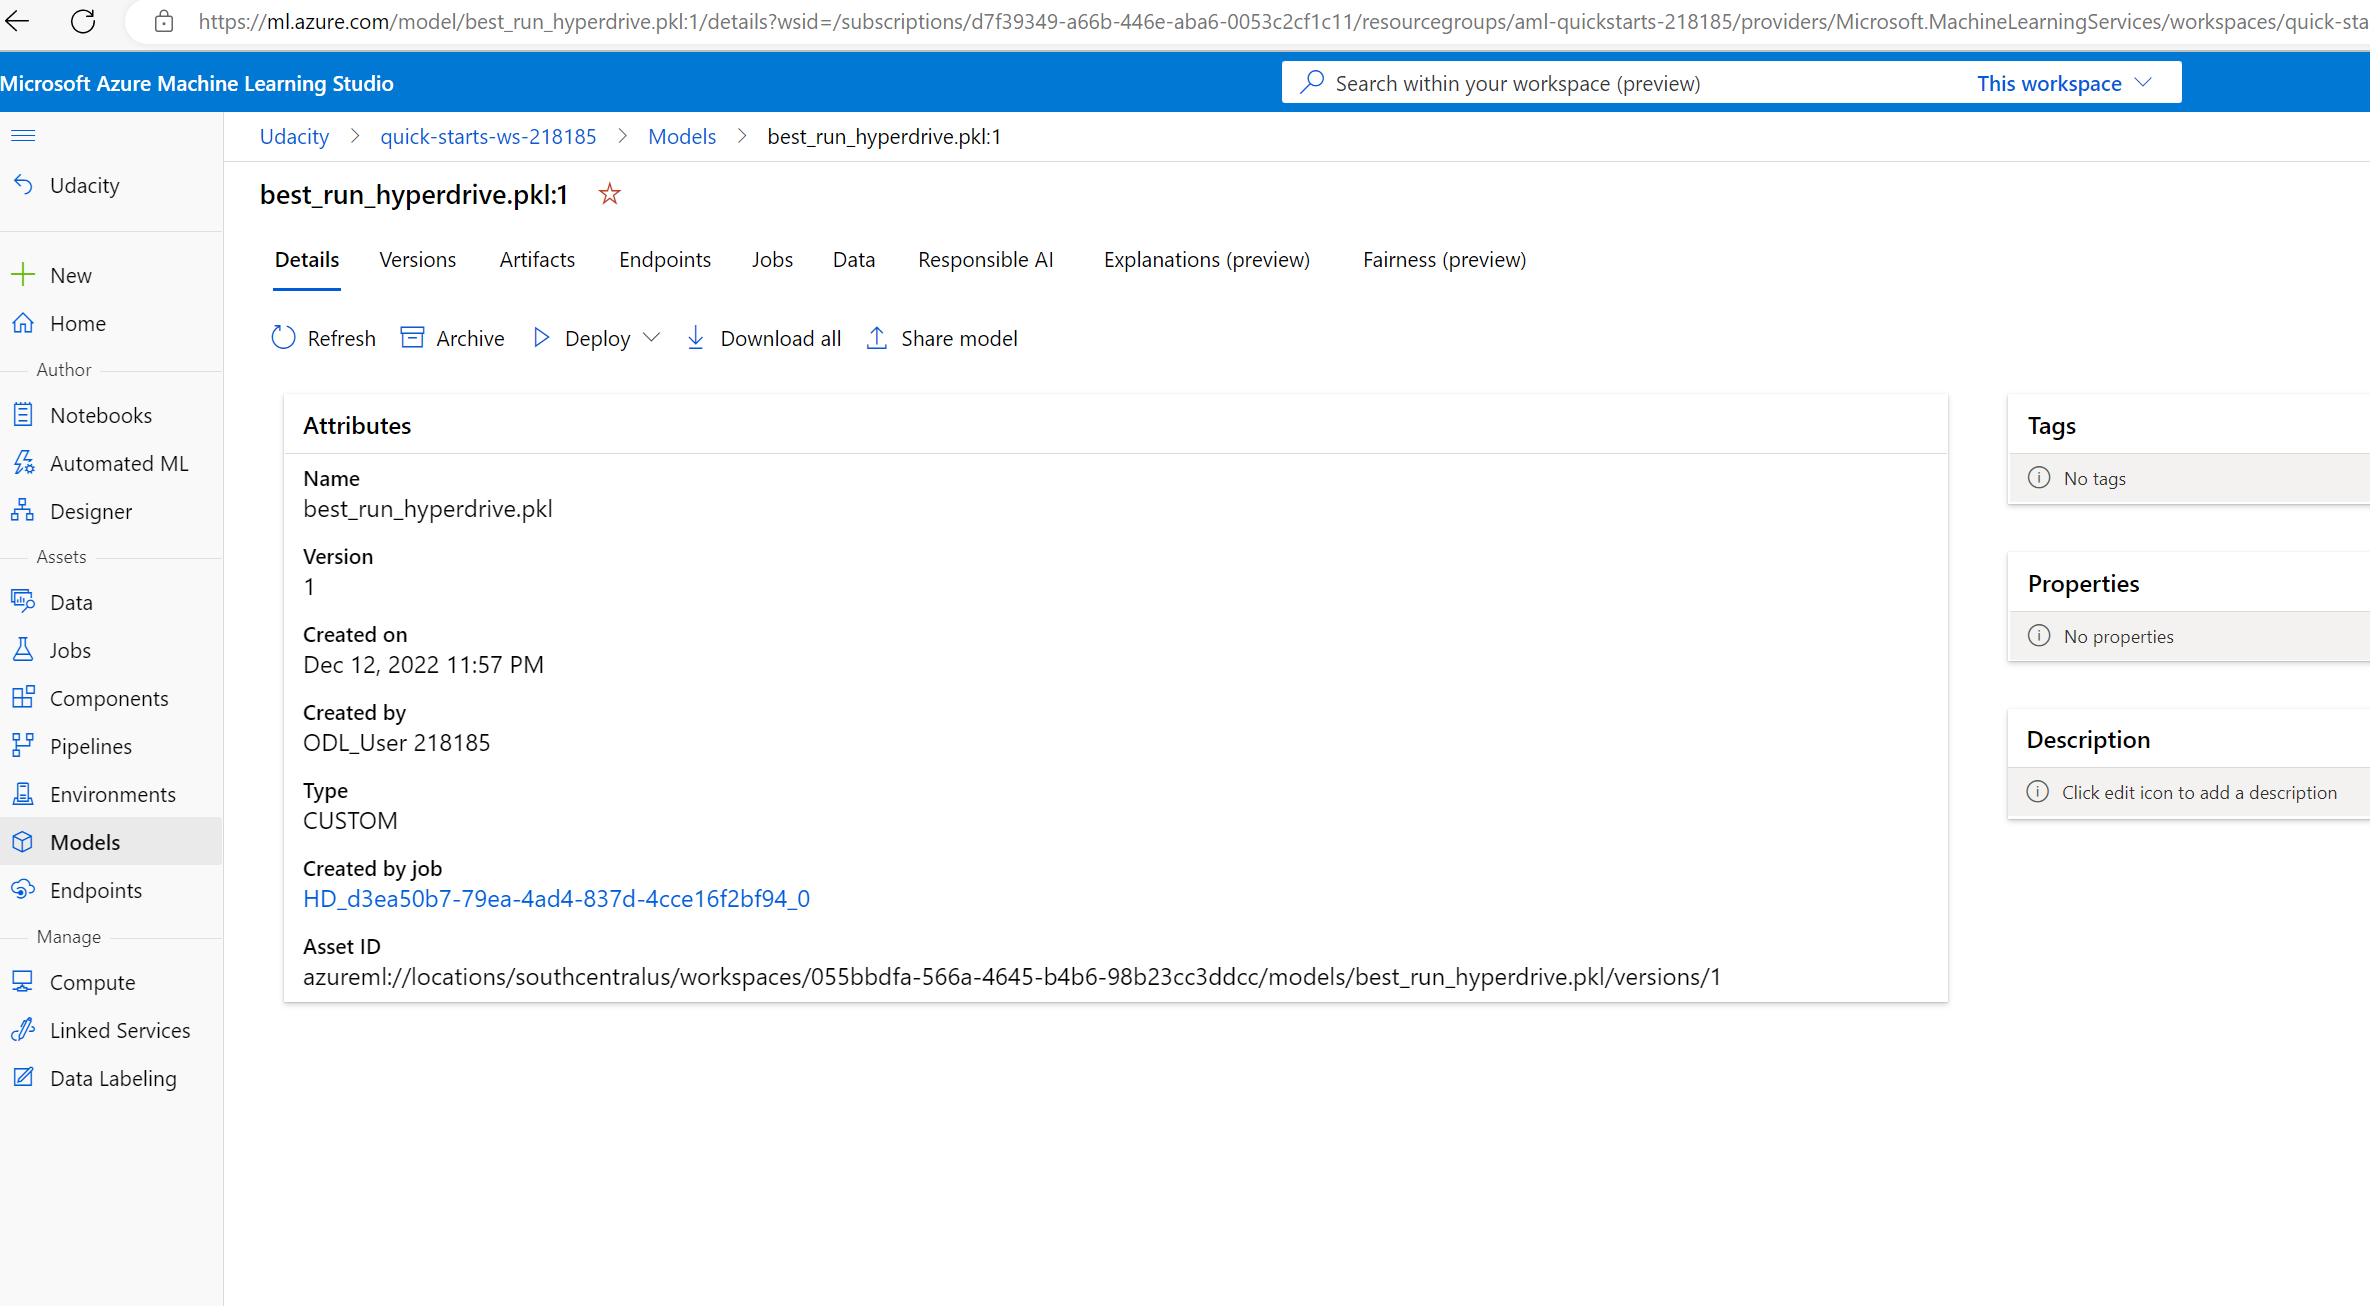 https://ml.azure.com/model/best_run_hyperdrive.pkl:1/details?wsid=/subscriptions/d7f39349-a66b-446e-aba6-0053c2cf1c11/resourcegroups/aml-quickstarts-218185/providers/Microsoft.MachineLearningServices/workspaces/quick-sta
Microsoft Azure Machine Learning Studio
Search within your workspace (preview)
This workspace
Udacity
New
Home
Author
Notebooks
Automated ML
Designer
Assets
Data
Jobs
Components
Pipelines
Environments
Models
Endpoints
Manage
Compute
Linked Services
Data Labeling
Udacity > quick-starts-ws-218185 > Models > best_run_hyperdrive.pkl:1
best_run_hyperdrive.pkl:1
Details Versions Artifacts Endpoints Jobs Data Responsible AI Explanations (preview) Fairness (preview)
Refresh Archive Deploy Download all Share model
Attributes
Name
best_run_hyperdrive.pkl
Version
1
Created on
Dec 12, 2022 11:57 PM
Created by
ODL_User 218185
Type
CUSTOM
Created by job
HD_d3ea50b7-79ea-4ad4-837d-4cce16f2bf94_0
Asset ID
azureml://locations/southcentralus/workspaces/055bbdfa-566a-4645-b4b6-98b23cc3ddcc/models/best_run_hyperdrive.pkl/versions/1
Tags
No tags
Properties
No properties
Description
Click edit icon to add a description